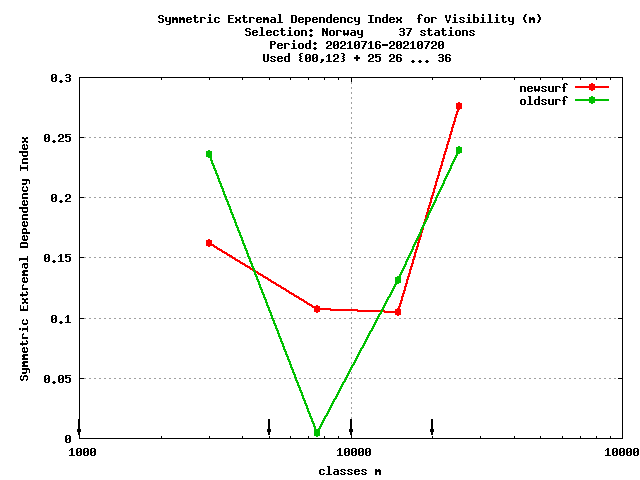 Symmetric Extremal Dependency Index  for Visibility (m)
Selection: Norway     37 stations
Period: 20210716-20210720
Used {00,12} + 25 26 ... 36
newsurf
oldsurf
Symmetric Extremal Dependency Index
0.3
0.25
0.2
0.15
0.1
0.05
0
1000
10000
10000
classes m